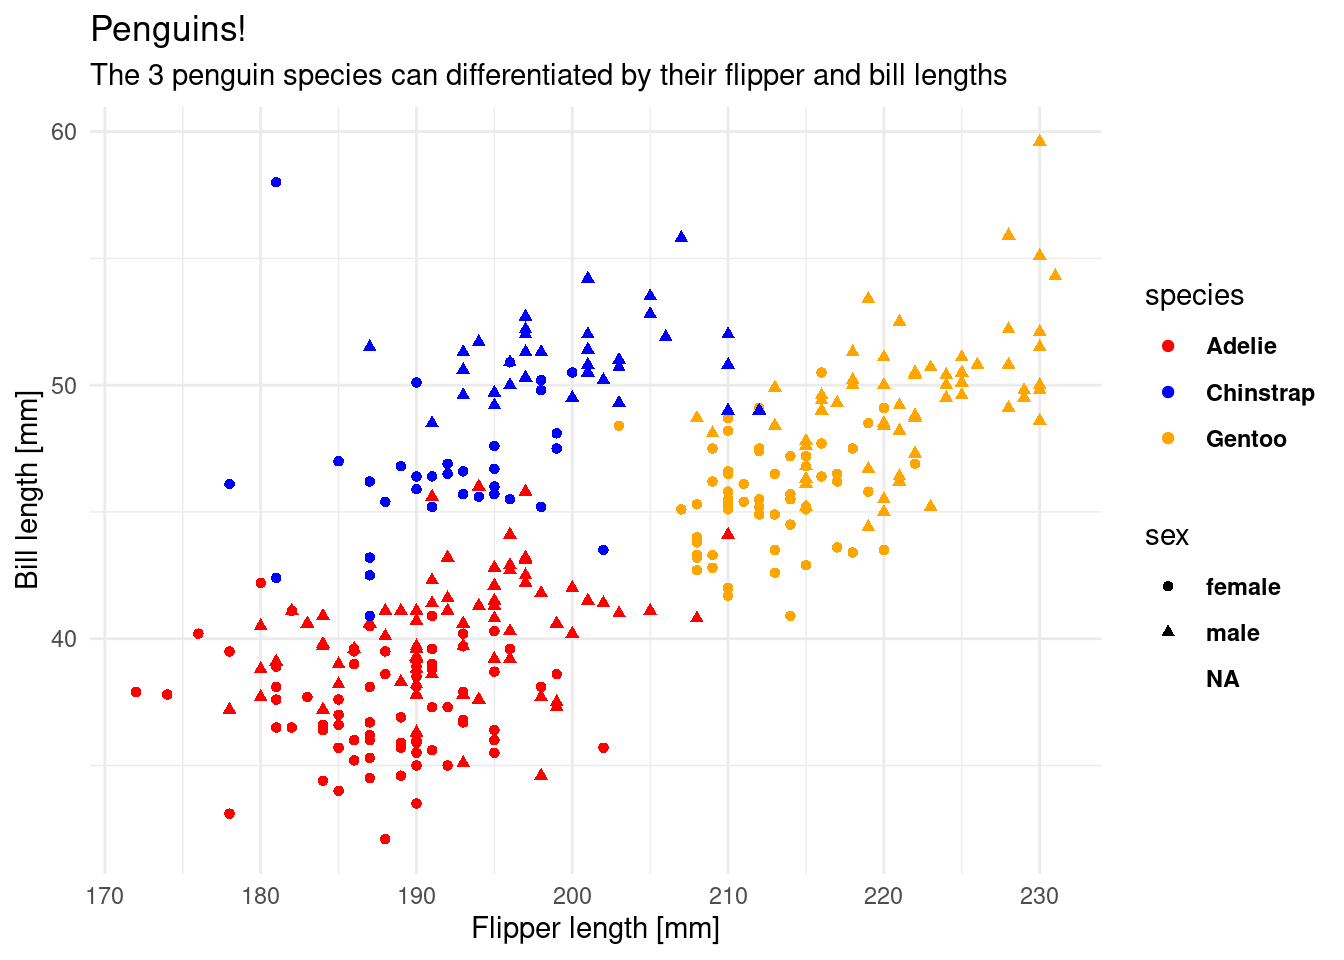 Penguins!
The 3 penguin species can differentiated by their flipper and bill lengths
60
50
40
Bill length [mm]
170 180 190 200 210 220 230
Flipper length [mm]
species
Adelie
Chinstrap
Gentoo
sex
female
male
NA